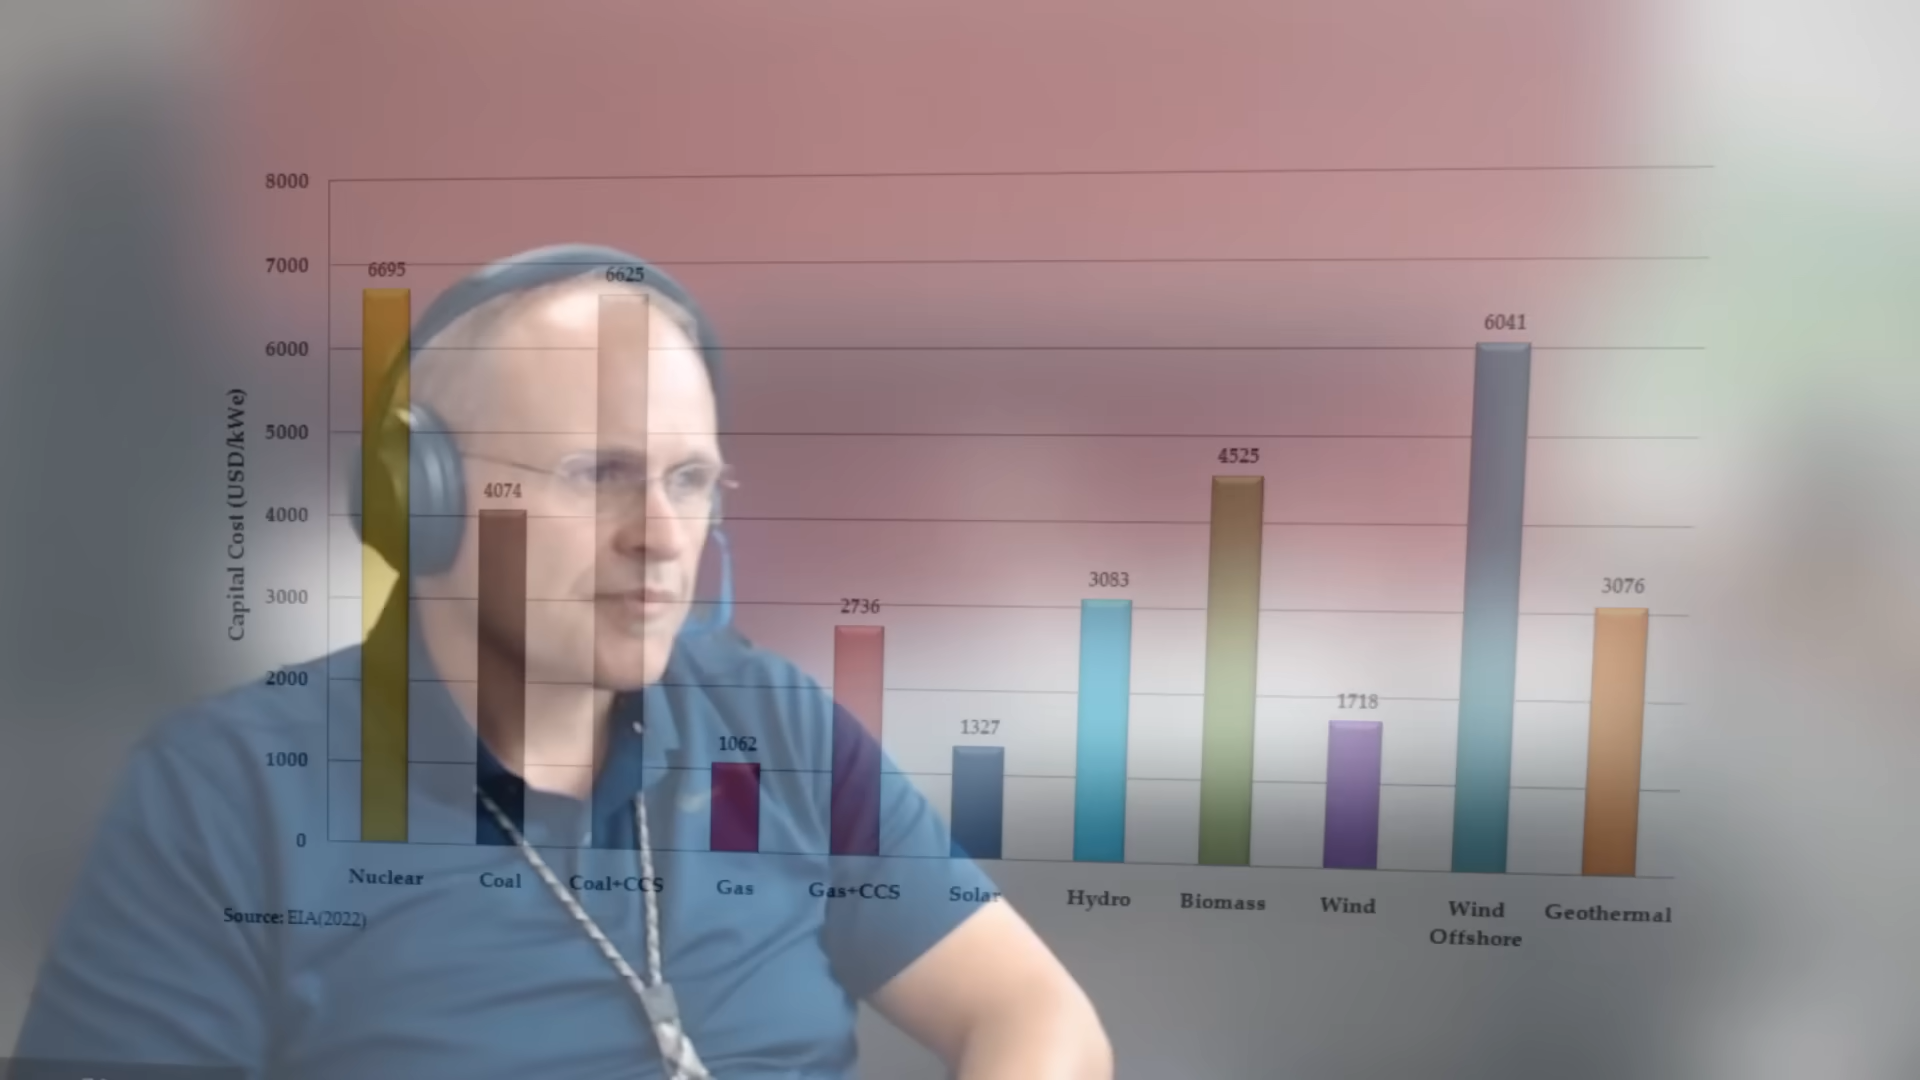 8000
7000
6000
5000
4000
3000
2000
1000
0
Capital Cost (USD/kWe)
6695
4074
6625
1062
2736
1327
3083
4525
1718
6041
3076
Nuclear
Coal
Coal+CCS
Gas
Gas+CCS
Solar
Hydro
Biomass
Wind
Wind
Offshore
Geothermal
Source: EIA(2022)